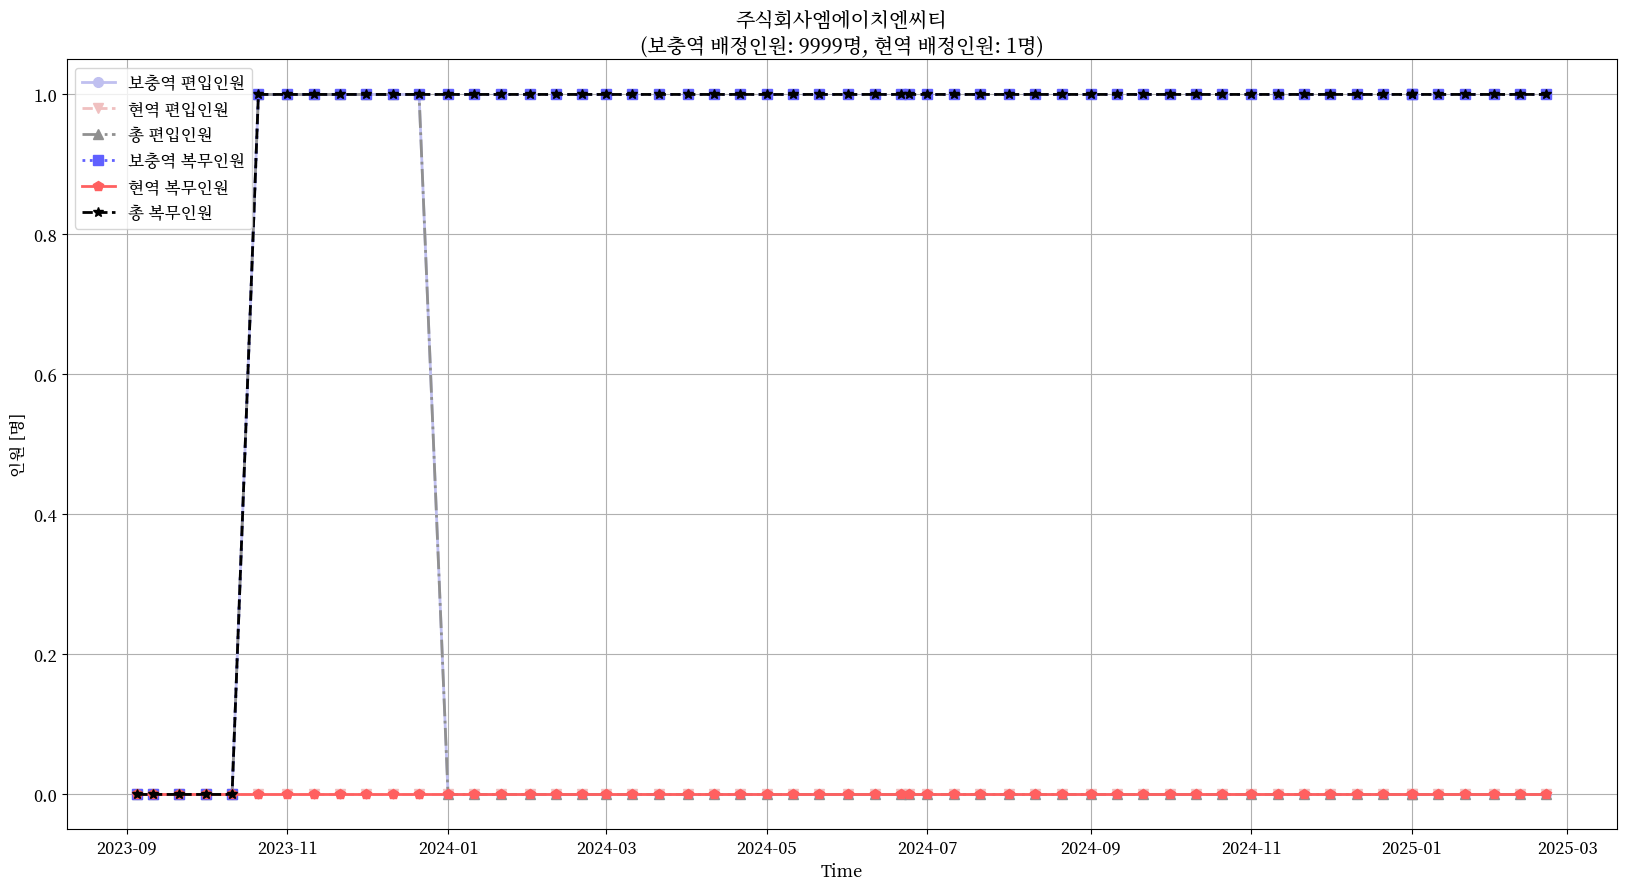 주식회사엠에이치엔씨티
(보충역 배정인원: 9999명, 현역 배정인원: 1명)
보충역 편입인원
현역 편입인원
총 편입인원
보충역 복무인원
현역 복무인원
총 복무인원
인원 [명]
1.0
0.8
0.6
0.4
0.2
0.0
2023-09
2023-11
2024-01
2024-03
2024-05
2024-07
2024-09
2024-11
2025-01
2025-03
Time